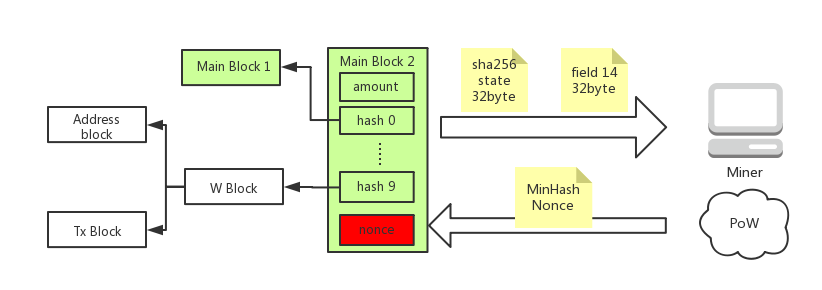 Main Block 1
Main Block 2
amount
hash 0
hash 9
nonce
Address
block
W Block
Tx Block
sha256
state
32byte
field 14
32byte
MinHash
Nonce
Miner
PoW